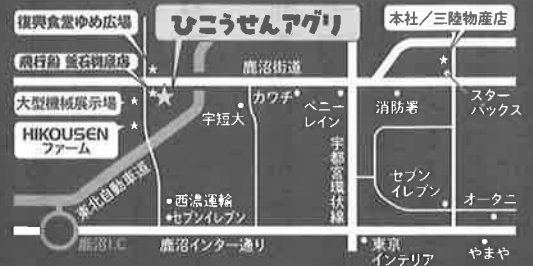 復興食堂ゆめ広場
ひこうせんアグリ
本社／三陸物産店
飛行船 釜石物産店
鹿沼街道
大型機械展示場
カワチ
ペニー
レイン
消防署
スター
バックス
宇短大
HIKOUSEN
ファーム
宇都宮環状線
東北自動車道
セブン
イレブン
西濃運輸
オータニ
セブンイレブン
鹿沼I.C
鹿沼インター通り
東京
インテリア
やまや